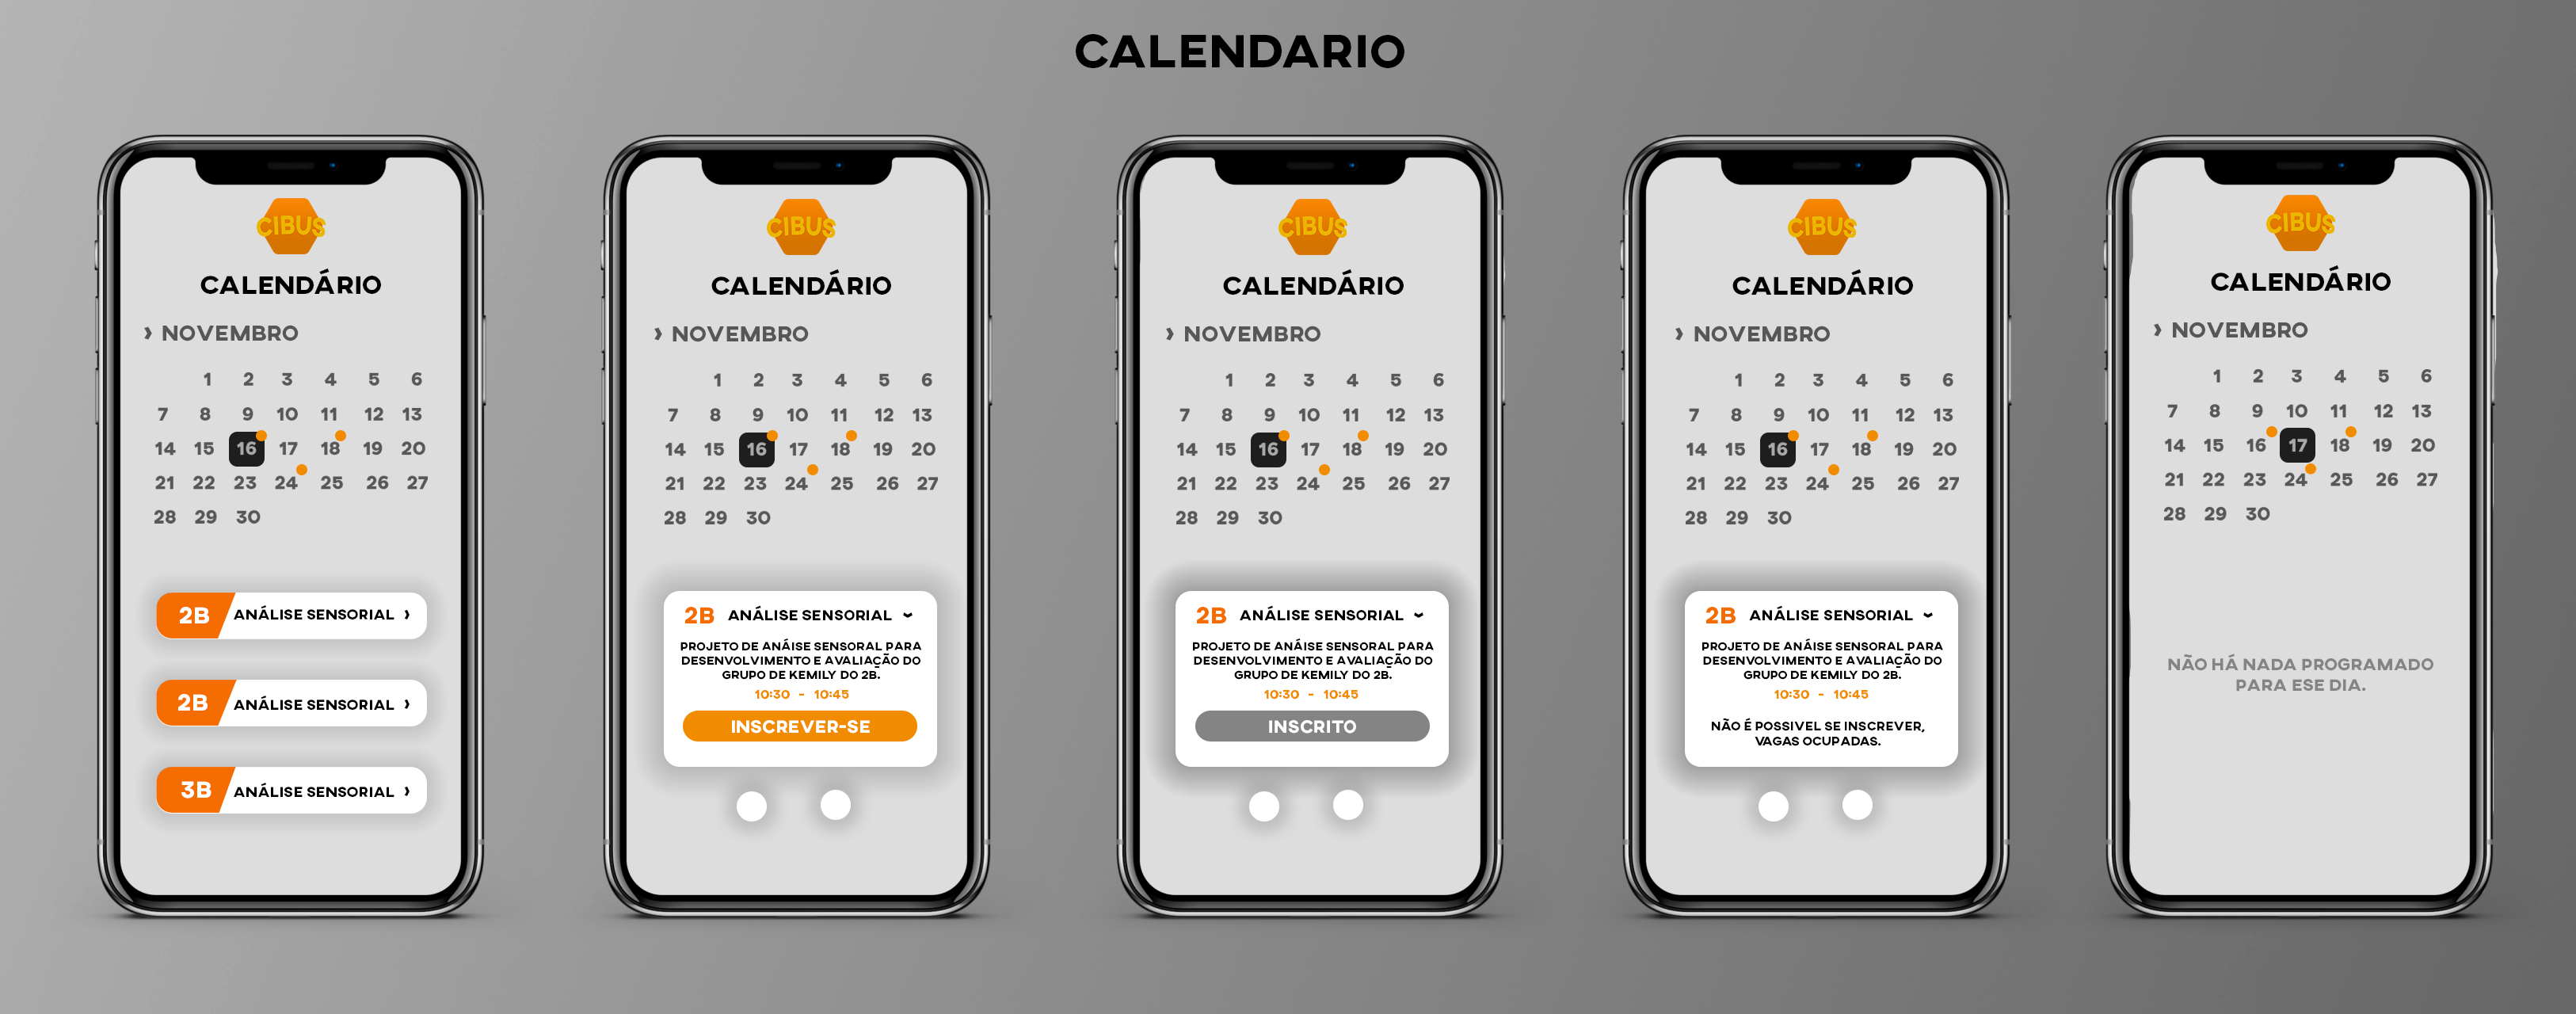 CALENDARIO
CIBUS
CALENDÁRIO
› NOVEMBRO
1 2 3 4 5 6
7 8 9 10 11 12 13
14 15 16 17 18 19 20
21 22 23 24 25 26 27
28 29 30
2B ANÁLISE SENSORIAL ›
2B ANÁLISE SENSORIAL ›
3B ANÁLISE SENSORIAL ›
CIBUS
CALENDÁRIO
› NOVEMBRO
1 2 3 4 5 6
7 8 9 10 11 12 13
14 15 16 17 18 19 20
21 22 23 24 25 26 27
28 29 30
2B ANÁLISE SENSORIAL
PROJETO DE ANÁISE SENSORAL PARA
DESENVOLVIMENTO E AVALIAÇÃO DO
GRUPO DE KEMILY DO 2B.
10:30 - 10:45
INSCREVER-SE
CIBUS
CALENDÁRIO
› NOVEMBRO
1 2 3 4 5 6
7 8 9 10 11 12 13
14 15 16 17 18 19 20
21 22 23 24 25 26 27
28 29 30
2B ANÁLISE SENSORIAL
PROJETO DE ANÁISE SENSORAL PARA
DESENVOLVIMENTO E AVALIAÇÃO DO
GRUPO DE KEMILY DO 2B.
10:30 - 10:45
INSCRITO
CIBUS
CALENDÁRIO
› NOVEMBRO
1 2 3 4 5 6
7 8 9 10 11 12 13
14 15 16 17 18 19 20
21 22 23 24 25 26 27
28 29 30
2B ANÁLISE SENSORIAL
PROJETO DE ANÁISE SENSORAL PARA
DESENVOLVIMENTO E AVALIAÇÃO DO
GRUPO DE KEMILY DO 2B.
10:30 - 10:45
NÃO É POSSIVEL SE INSCREVER,
VAGAS OCUPADAS.
CIBUS
CALENDÁRIO
› NOVEMBRO
1 2 3 4 5 6
7 8 9 10 11 12 13
14 15 16 17 18 19 20
21 22 23 24 25 26 27
28 29 30
NÃO HÁ NADA PROGRAMADO
PARA ESE DIA.